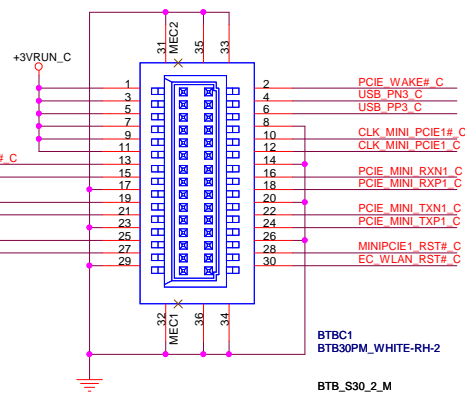 31 MEC2 35 33
+3VRUN_C
1 2 PCIE_WAKE#_C
3 4 USB_PN3_C
5 6 USB_PP3_C
7 8
9 10 CLK_MINI_PCIE1#_C
11 12 CLK_MINI_PCIE1_C
#_C 13 14
15 16 PCIE_MINI_RXN1_C
17 18 PCIE_MINI_RXP1_C
19 20
21 22 PCIE_MINI_TXN1_C
23 24 PCIE_MINI_TXP1_C
25 26
27 28 MINIPCIE1_RST#_C
29 30 EC_WLAN_RST#_C
32 MEC1 36 34
BTBC1
BTB30PM_WHITE-RH-2
BTB_S30_2_M